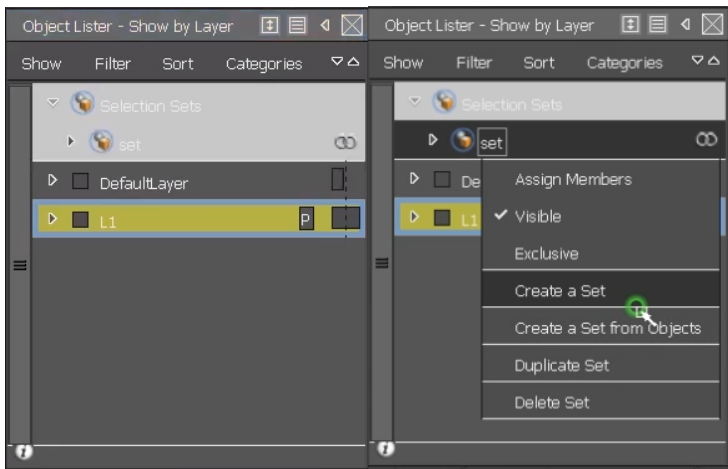 Object Lister - Show by Layer
Show Filter Sort Categories
Selection Sets
set
DefaultLayer
L1 P
Object Lister - Show by Layer
Show Filter Sort Categories
Selection Sets
set
De
L1
Assign Members
Visible
Exclusive
Create a Set
Create a Set from Objects
Duplicate Set
Delete Set